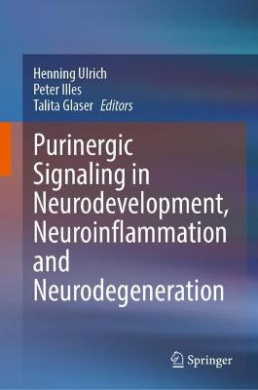 Henning Ulrich
Peter Illes
Talita Glaser Editors
Purinergic
Signaling in
Neurodevelopment,
Neuroinflammation
and
Neurodegeneration
Springer